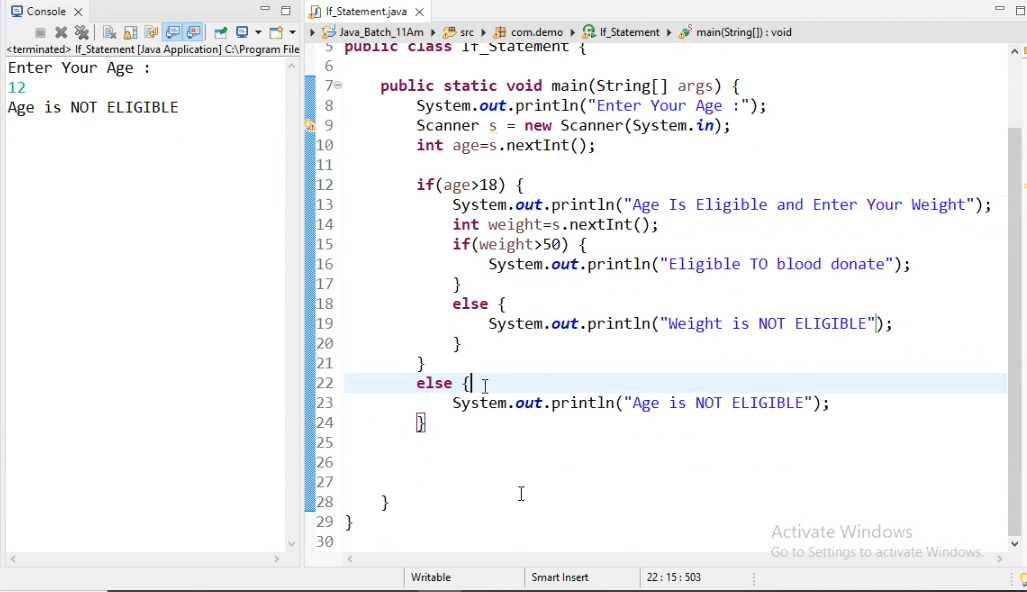 Console
<terminated> If_Statement [Java Application] C:\Program File
Enter Your Age :
12
Age is NOT ELIGIBLE
If_Statement.java
Java_Batch_11Am src com.demo If_Statement main(String[]) : void
5 public class If_Statement {
6
7 public static void main(String[] args) {
8 System.out.println("Enter Your Age :");
9 Scanner s = new Scanner(System.in);
10 int age=s.nextInt();
11
12 if(age>18) {
13 System.out.println("Age Is Eligible and Enter Your Weight");
14 int weight=s.nextInt();
15 if(weight>50) {
16 System.out.println("Eligible TO blood donate");
17 }
18 else {
19 System.out.println("Weight is NOT ELIGIBLE");
20 }
21 }
22 else {
23 System.out.println("Age is NOT ELIGIBLE");
24 }
25
26
27
28 }
29 }
30
Activate Windows
Go to Settings to activate Windows.
Writable Smart Insert 22 : 15 : 503